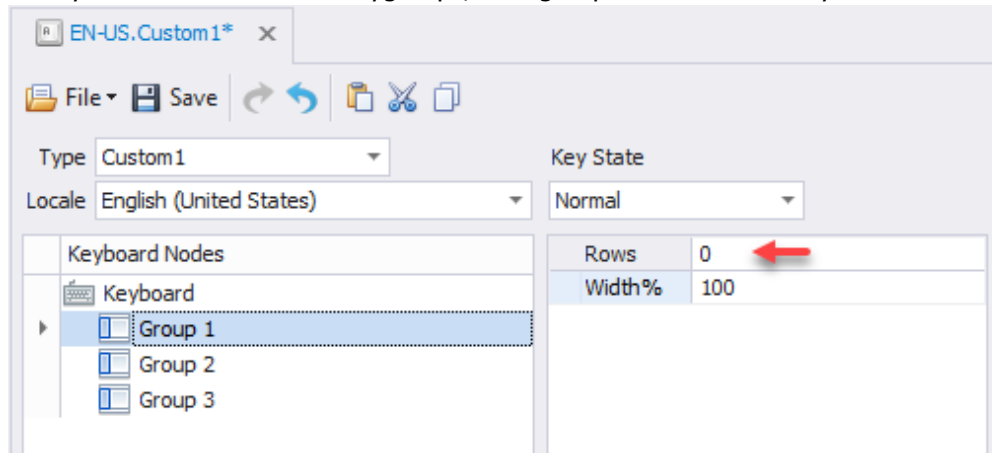 EN-US.Custom1* x
File Save
Type Custom1
Key State
Locale English (United States)
Normal
Keyboard Nodes
Rows 0
Keyboard
Width% 100
Group 1
Group 2
Group 3